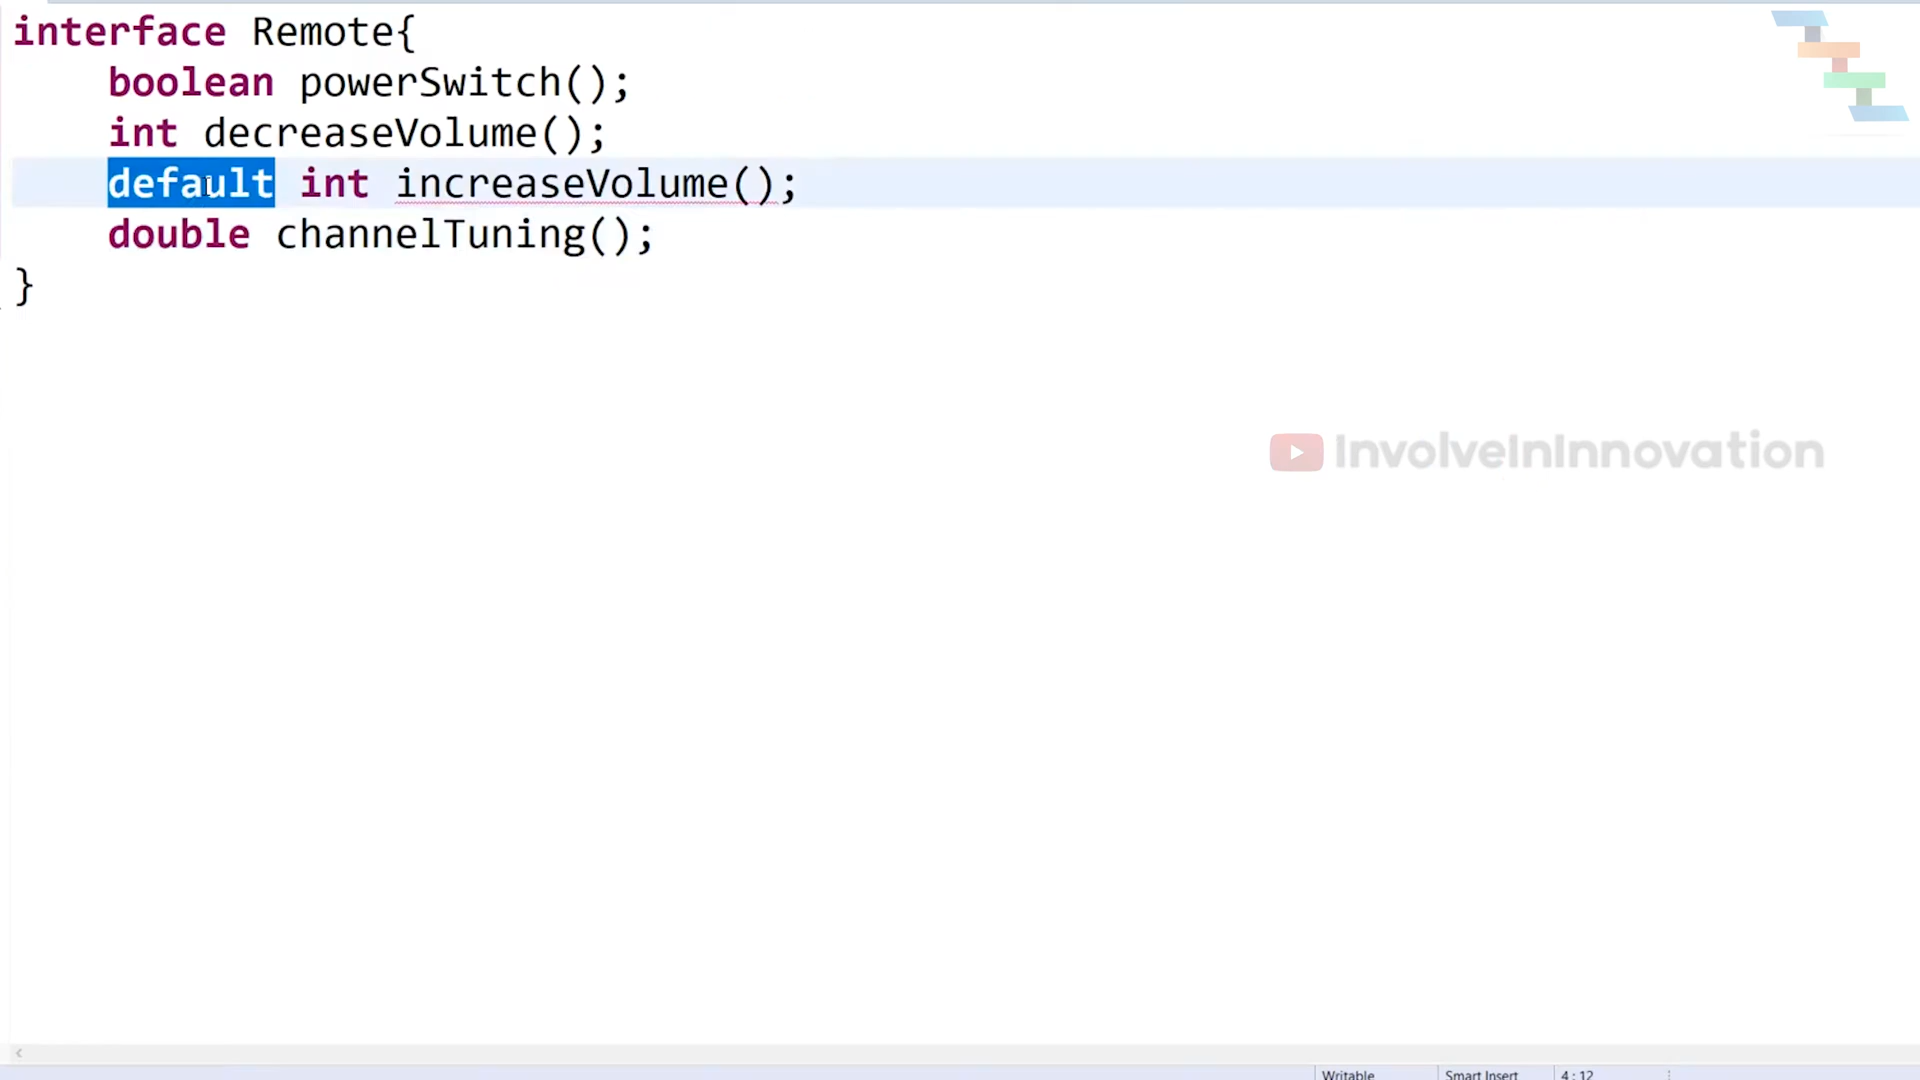 interface Remote{
boolean powerSwitch();
int decreaseVolume();
default int increaseVolume();
double channelTuning();
}
InvolveInInnovation
Writable Smart Insert 4 : 12